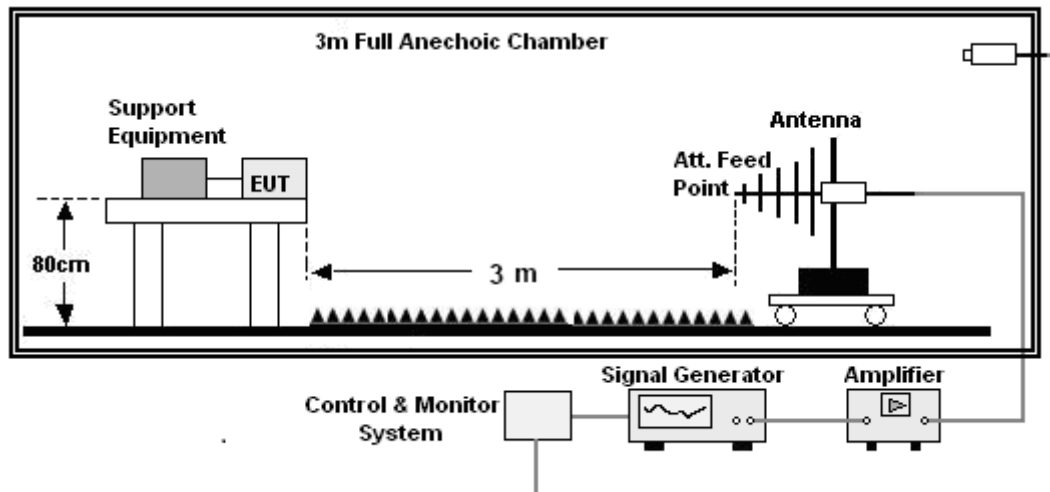 3m Full Anechoic Chamber
Support
Equipment
EUT
80cm
3 m
Antenna
Att. Feed
Point
Signal Generator
Amplifier
Control & Monitor
System